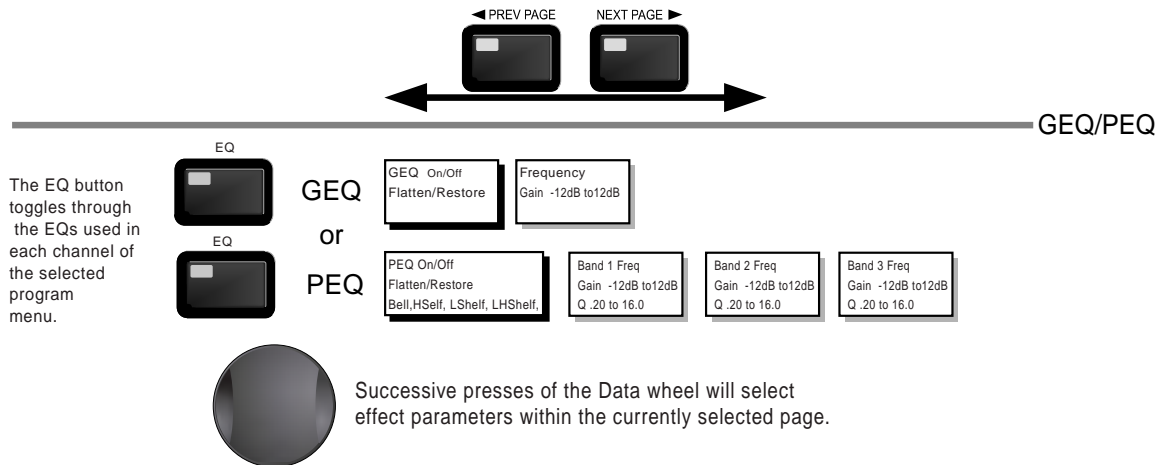 ◄ PREV PAGE NEXT PAGE ►
GEQ/PEQ
The EQ button
toggles through
the EQs used in
each channel of
the selected
program
menu.
EQ
GEQ
GEQ On/Off
Flatten/Restore
Frequency
Gain -12dB to12dB
or
EQ
PEQ
PEQ On/Off
Flatten/Restore
Bell,HSelf, LShelf, LHShelf,
Band 1 Freq
Gain -12dB to12dB
Q .20 to 16.0
Band 2 Freq
Gain -12dB to12dB
Q .20 to 16.0
Band 3 Freq
Gain -12dB to12dB
Q .20 to 16.0
Successive presses of the Data wheel will select
effect parameters within the currently selected page.